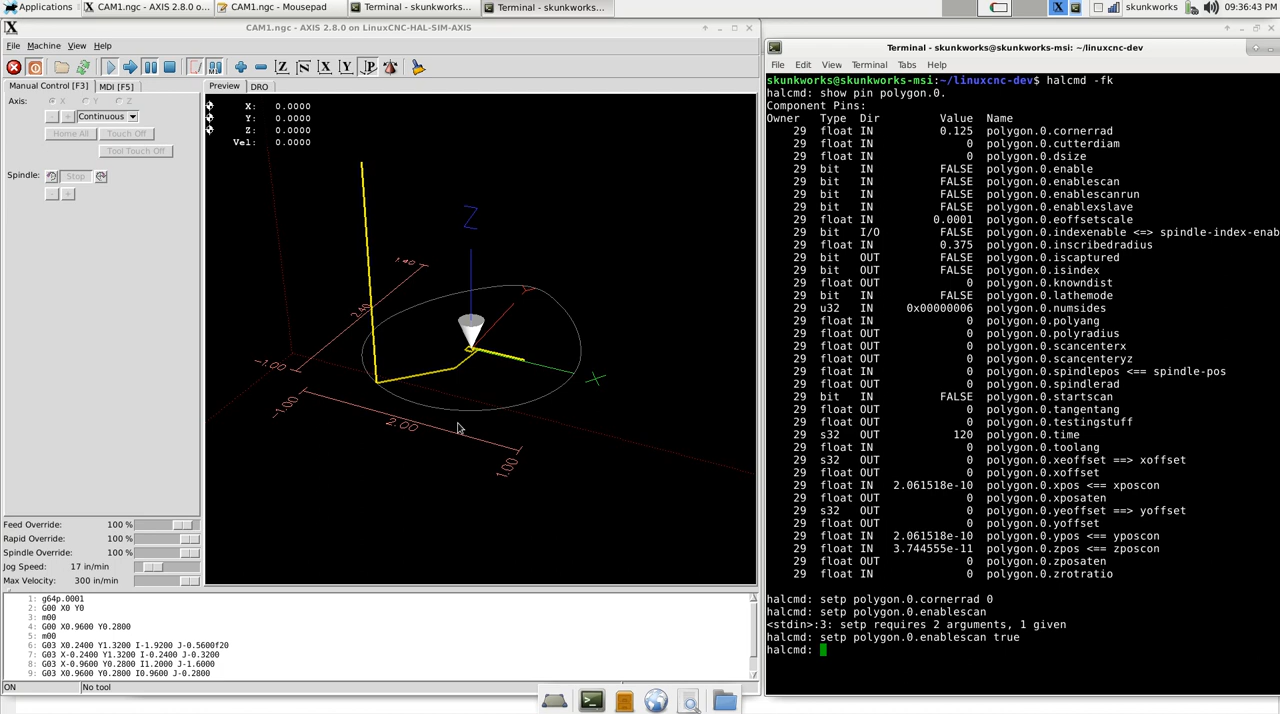 Applications
CAM1.ngc - AXIS 2.8.0 o...
CAM1.ngc - Mousepad
Terminal - skunkworks...
Terminal - skunkworks...
skunkworks
09:36:43 PM
CAM1.ngc - AXIS 2.8.0 on LinuxCNC-HAL-SIM-AXIS
File Machine View Help
Manual Control [F3] MDI [F5]
Axis: X Y Z
- + Continuous
Home All Touch Off
Tool Touch Off
Spindle: Stop
- +
Feed Override: 100 %
Rapid Override: 100 %
Spindle Override: 100 %
Jog Speed: 17 in/min
Max Velocity: 300 in/min
Preview DRO
X: 0.0000
Y: 0.0000
Z: 0.0000
Vel: 0.0000
Z
1.40
2.40
Y
-1.00
X
-1.00
2.00
1.00
1: g64p.0001
2: G00 X0 Y0
3: m00
4: G00 X0.9600 Y0.2800
5: m00
6: G03 X0.2400 Y1.3200 I-1.9200 J-0.5600f20
7: G03 X-0.2400 Y1.3200 I-0.2400 J-0.3200
8: G03 X-0.9600 Y0.2800 I1.2000 J-1.6000
9: G03 X0.9600 Y0.2800 I0.9600 J-0.2800
ON No tool
Terminal - skunkworks@skunkworks-msi: ~/linuxcnc-dev
File Edit View Terminal Tabs Help
skunkworks@skunkworks-msi:~/linuxcnc-dev$ halcmd -fk
halcmd: show pin polygon.0.
Component Pins:
Owner Type Dir Value Name
29 float IN 0.125 polygon.0.cornerrad
29 float IN 0 polygon.0.cutterdiam
29 float IN 0 polygon.0.dsize
29 bit IN FALSE polygon.0.enable
29 bit IN FALSE polygon.0.enablescan
29 bit IN FALSE polygon.0.enablescanrun
29 bit IN FALSE polygon.0.enablexslave
29 float IN 0.0001 polygon.0.eoffsetscale
29 bit I/O FALSE polygon.0.indexenable <=> spindle-index-enab
29 float IN 0.375 polygon.0.inscribedradius
29 bit OUT FALSE polygon.0.iscaptured
29 bit OUT FALSE polygon.0.isindex
29 float OUT 0 polygon.0.knowndist
29 bit IN FALSE polygon.0.lathemode
29 u32 IN 0x00000006 polygon.0.numsides
29 float IN 0 polygon.0.polyang
29 float OUT 0 polygon.0.polyradius
29 float IN 0 polygon.0.scancenterx
29 float IN 0 polygon.0.scancenteryz
29 float IN 0 polygon.0.spindlepos <== spindle-pos
29 float OUT 0 polygon.0.spindlerad
29 bit IN FALSE polygon.0.startscan
29 float OUT 0 polygon.0.tangentang
29 float OUT 0 polygon.0.testingstuff
29 s32 OUT 120 polygon.0.time
29 float IN 0 polygon.0.toolang
29 s32 OUT 0 polygon.0.xeoffset ==> xoffset
29 float OUT 0 polygon.0.xoffset
29 float IN 2.061518e-10 polygon.0.xpos <== xposcon
29 float OUT 0 polygon.0.xposaten
29 s32 OUT 0 polygon.0.yeoffset ==> yoffset
29 float OUT 0 polygon.0.yoffset
29 float IN 2.061518e-10 polygon.0.ypos <== yposcon
29 float IN 3.744555e-11 polygon.0.zpos <== zposcon
29 float OUT 0 polygon.0.zposaten
29 float IN 0 polygon.0.zrotratio
halcmd: setp polygon.0.cornerrad 0
halcmd: setp polygon.0.enablescan
<stdin>:3: setp requires 2 arguments, 1 given
halcmd: setp polygon.0.enablescan true
halcmd: